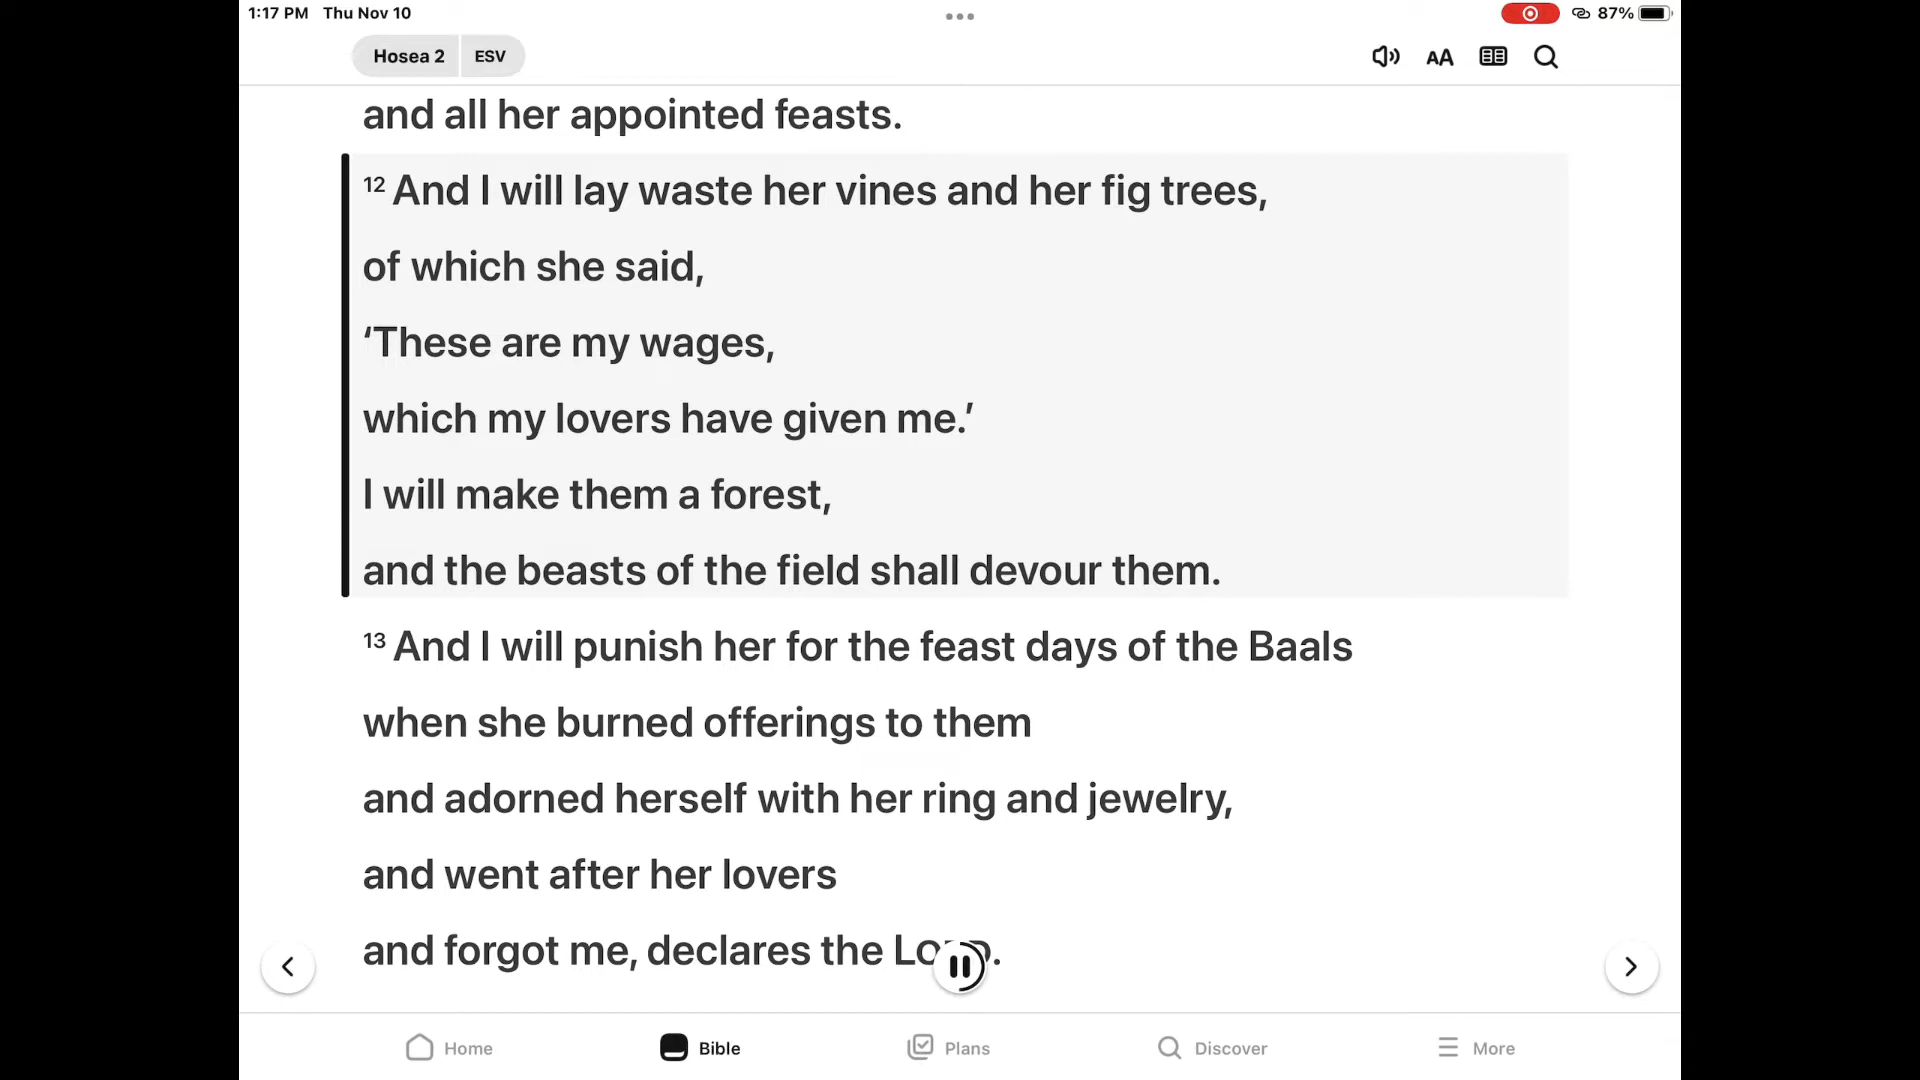 1:17 PM Thu Nov 10
87%
Hosea 2 ESV
AA
and all her appointed feasts.
12 And I will lay waste her vines and her fig trees,
of which she said,
‘These are my wages,
which my lovers have given me.’
I will make them a forest,
and the beasts of the field shall devour them.
13 And I will punish her for the feast days of the Baals
when she burned offerings to them
and adorned herself with her ring and jewelry,
and went after her lovers
and forgot me, declares the
Home Bible Plans Discover More